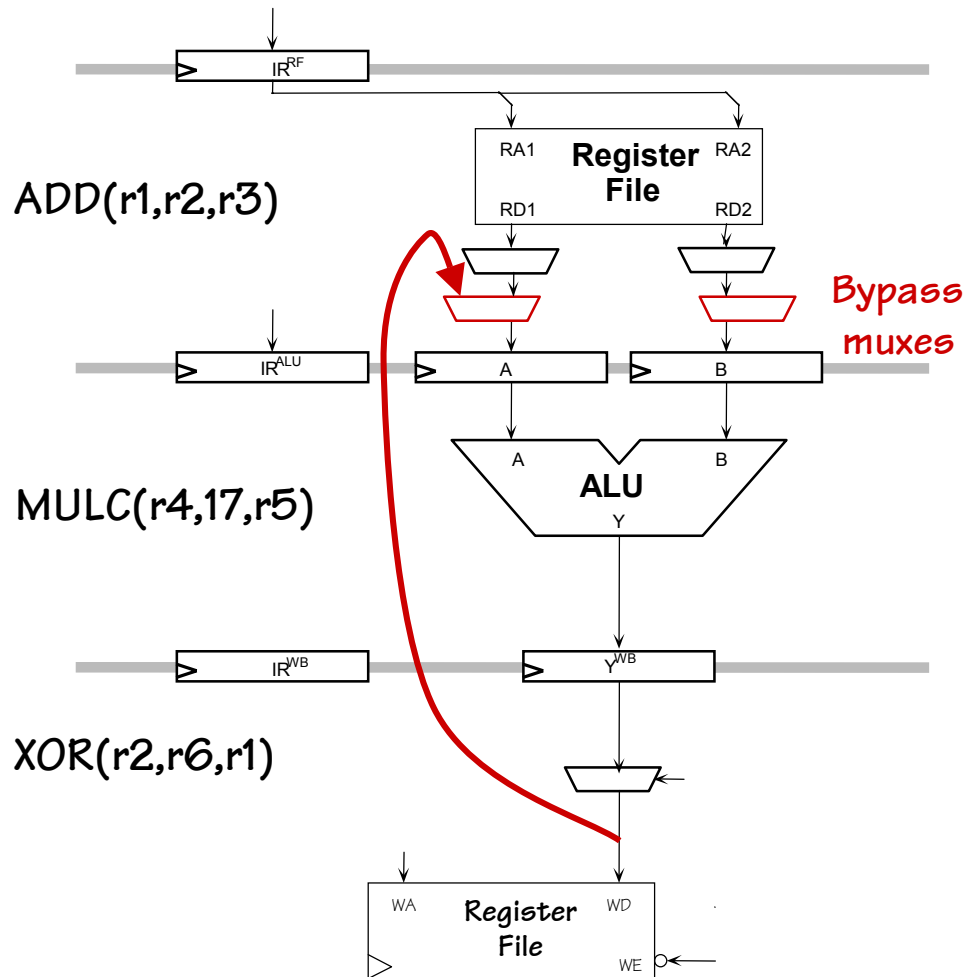 IR^RF
RA1
RA2
Register
File
ADD(r1,r2,r3)
RD1
RD2
Bypass
muxes
IR^ALU
A
B
A
B
ALU
MULC(r4,17,r5)
Y
IR^WB
Y^WB
XOR(r2,r6,r1)
WA
Register
WD
File
WE